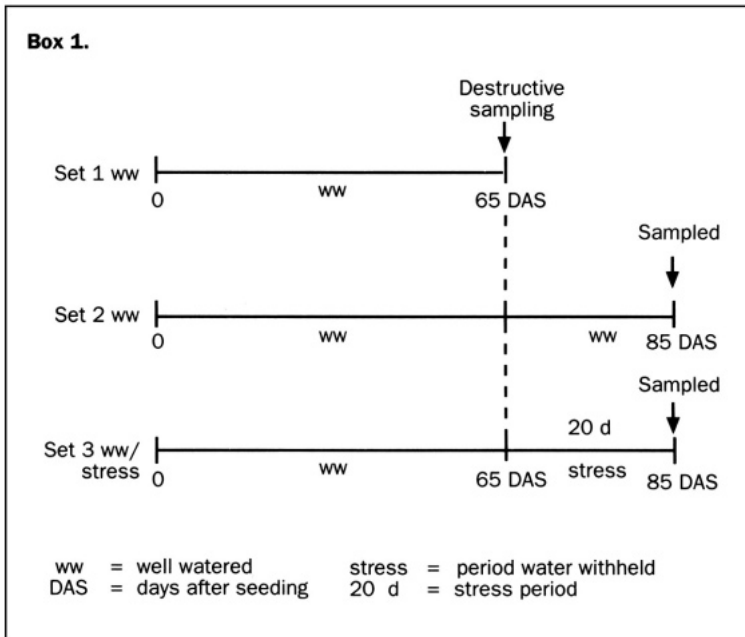 Box 1.
Destructive
sampling
Set 1 ww
ww
0
65 DAS
Sampled
Set 2 ww
ww
ww
0
85 DAS
Sampled
20 d
Set 3 ww/
stress
0
ww
65 DAS
stress
85 DAS
ww = well watered
stress = period water withheld
DAS = days after seeding
20 d = stress period